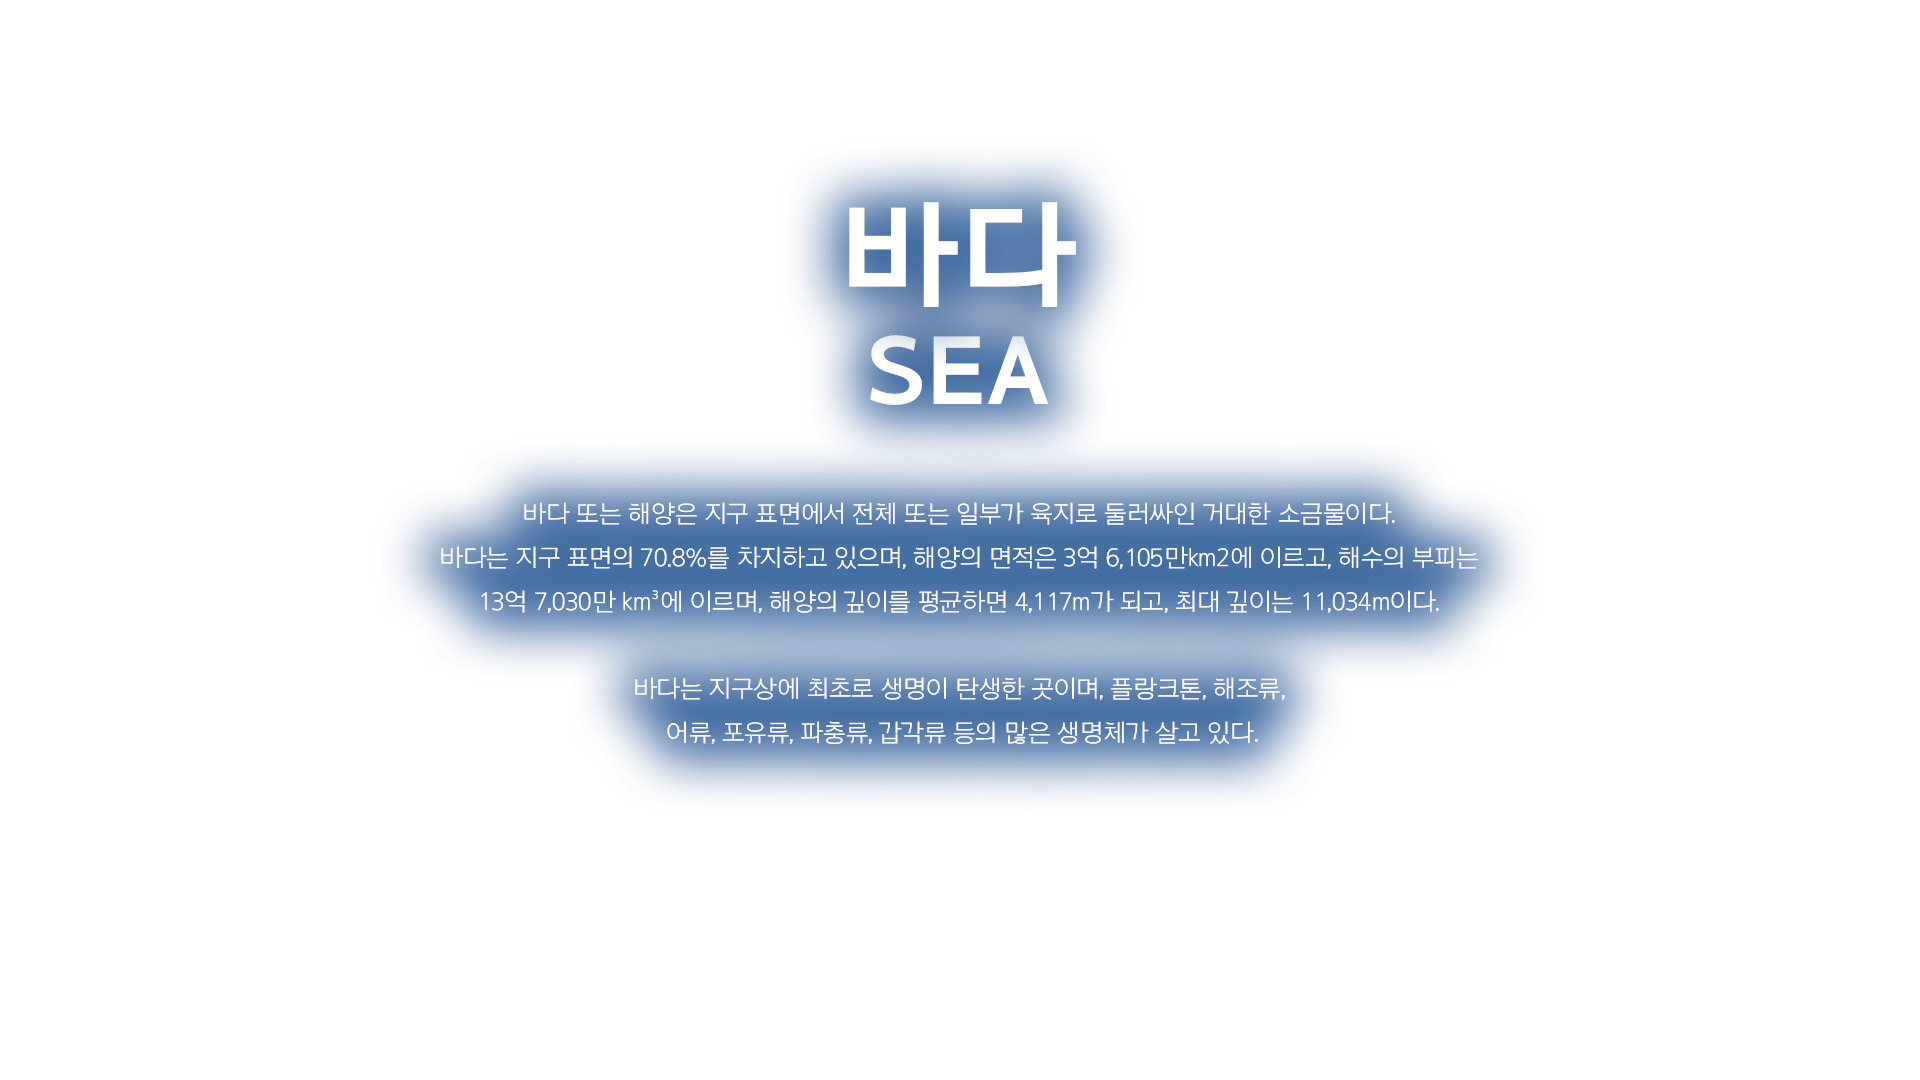 바다
SEA
바다 또는 해양은 지구 표면에서 전체 또는 일부가 육지로 둘러싸인 거대한 소금물이다.
바다는 지구 표면의 70.8%를 차지하고 있으며, 해양의 면적은 3억 6,105만km2에 이르고, 해수의 부피는
13억 7,030만 km³에 이르며, 해양의 깊이를 평균하면 4,117m가 되고, 최대 깊이는 11,034m이다.
바다는 지구상에 최초로 생명이 탄생한 곳이며, 플랑크톤, 해조류,
어류, 포유류, 파충류, 갑각류 등의 많은 생명체가 살고 있다.